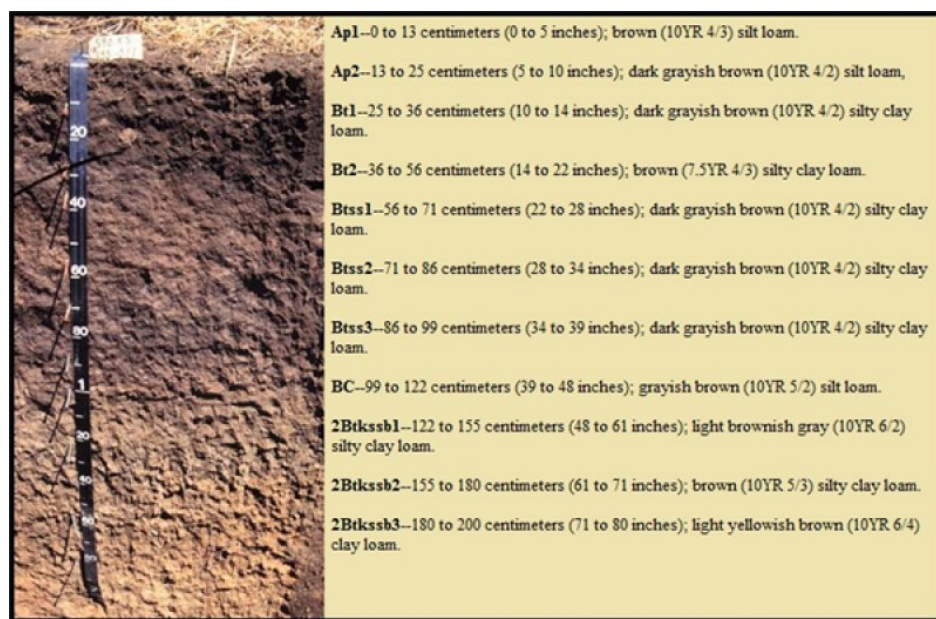 Ap1--0 to 13 centimeters (0 to 5 inches); brown (10YR 4/3) silt loam.
Ap2--13 to 25 centimeters (5 to 10 inches); dark grayish brown (10YR 4/2) silt loam,
Bt1--25 to 36 centimeters (10 to 14 inches); dark grayish brown (10YR 4/2) silty clay
loam.
Bt2--36 to 56 centimeters (14 to 22 inches); brown (7.5YR 4/3) silty clay loam.
Btss1--56 to 71 centimeters (22 to 28 inches); dark grayish brown (10YR 4/2) silty clay
loam.
Btss2--71 to 86 centimeters (28 to 34 inches); dark grayish brown (10YR 4/2) silty clay
loam.
Btss3--86 to 99 centimeters (34 to 39 inches); dark grayish brown (10YR 4/2) silty clay
loam.
BC--99 to 122 centimeters (39 to 48 inches); grayish brown (10YR 5/2) silt loam.
2Btkssb1--122 to 155 centimeters (48 to 61 inches); light brownish gray (10YR 6/2)
silty clay loam.
2Btkssb2--155 to 180 centimeters (61 to 71 inches); brown (10YR 5/3) silty clay loam.
2Btkssb3--180 to 200 centimeters (71 to 80 inches); light yellowish brown (10YR 6/4)
clay loam.
20
40
60
80
1
20
40